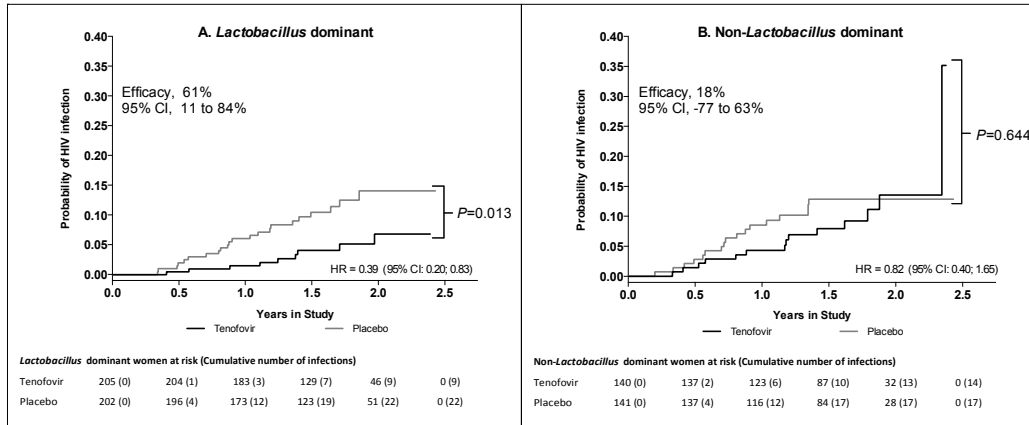 A. Lactobacillus dominant
0.40
0.35
0.30
0.25
0.20
0.15
0.10
0.05
0.00
Probability of HIV infection
Efficacy, 61%
95% CI, 11 to 84%
P=0.013
HR = 0.39 (95% CI: 0.20; 0.83)
0.0 0.5 1.0 1.5 2.0 2.5
Years in Study
Tenofovir Placebo
Lactobacillus dominant women at risk (Cumulative number of infections)
Tenofovir 205 (0) 204 (1) 183 (3) 129 (7) 46 (9) 0 (9)
Placebo 202 (0) 196 (4) 173 (12) 123 (19) 51 (22) 0 (22)
B. Non-Lactobacillus dominant
0.40
0.35
0.30
0.25
0.20
0.15
0.10
0.05
0.00
Probability of HIV infection
Efficacy, 18%
95% CI, -77 to 63%
P=0.644
HR = 0.82 (95% CI: 0.40; 1.65)
0.0 0.5 1.0 1.5 2.0 2.5
Years in Study
Tenofovir Placebo
Non-Lactobacillus dominant women at risk (Cumulative number of infections)
Tenofovir 140 (0) 137 (2) 123 (6) 87 (10) 32 (13) 0 (14)
Placebo 141 (0) 137 (4) 116 (12) 84 (17) 28 (17) 0 (17)